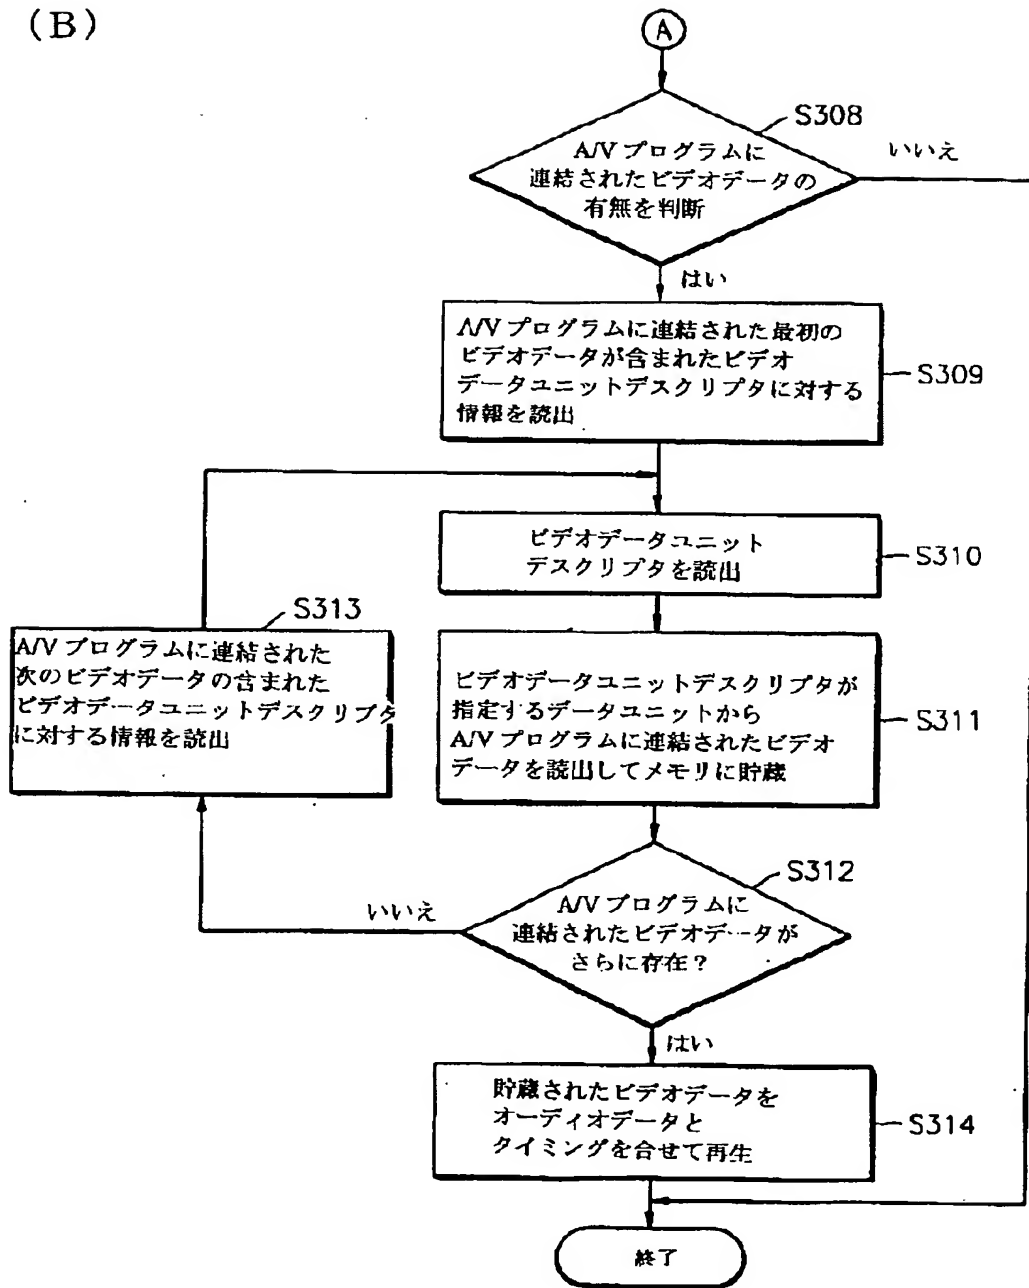 (B)
A
S308
A/V プログラムに
連結されたビデオデータの
有無を判断
いいえ
はい
A/V プログラムに連結された最初の
ビデオデータが含まれたビデオ
データユニットデスクリプタに対する
情報を読出
S309
ビデオデータユニット
デスクリプタを読出
S310
S313
A/V プログラムに連結された
次のビデオデータの含まれた
ビデオデータユニットデスクリプタ
に対する情報を読出
ビデオデータユニットデスクリプタが
指定するデータユニットから
A/V プログラムに連結されたビデオ
データを読出してメモリに貯蔵
S311
S312
いいえ
A/V プログラムに
連結されたビデオデータが
さらに存在?
はい
貯蔵されたビデオデータを
オーディオデータと
タイミングを合せて再生
S314
終了